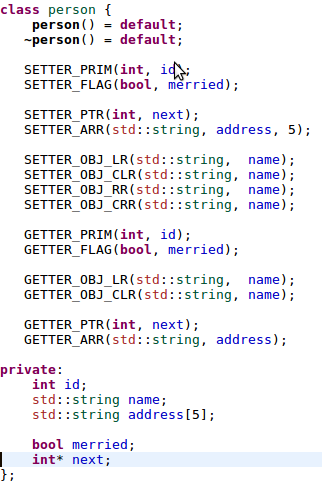 class person {
    person() = default;
   ~person() = default;

   SETTER_PRIM(int, id);
   SETTER_FLAG(bool, merried);

   SETTER_PTR(int, next);
   SETTER_ARR(std::string, address, 5);

   SETTER_OBJ_LR(std::string,  name);
   SETTER_OBJ_CLR(std::string, name);
   SETTER_OBJ_RR(std::string,  name);
   SETTER_OBJ_CRR(std::string, name);

   GETTER_PRIM(int, id);
   GETTER_FLAG(bool, merried);

   GETTER_OBJ_LR(std::string,  name);
   GETTER_OBJ_CLR(std::string, name);

   GETTER_PTR(int, next);
   GETTER_ARR(std::string, address);

private:
    int id;
    std::string name;
    std::string address[5];

    bool merried;
    int* next;
};